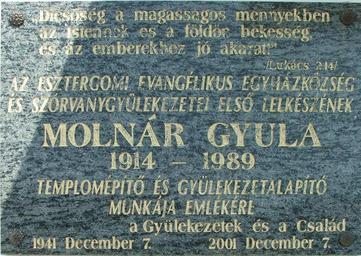 „Dicsőség a magasságos mennyekben
az Istennek és a földön békesség,
és az emberekhez jó akarat!"
/Lukács 2,14/
AZ ESZTERGOMI EVANGÉLIKUS EGYHÁZKÖZSÉG
ÉS SZÓRVÁNYGYÜLEKEZETEI ELSŐ LELKÉSZÉNEK
MOLNÁR GYULA
1914 – 1989
TEMPLOMÉPÍTŐ ÉS GYÜLEKEZETALAPÍTÓ
MUNKÁJA EMLÉKÉRE
a Gyülekezetek és a Család
1941 December 7. 2001 December 7.